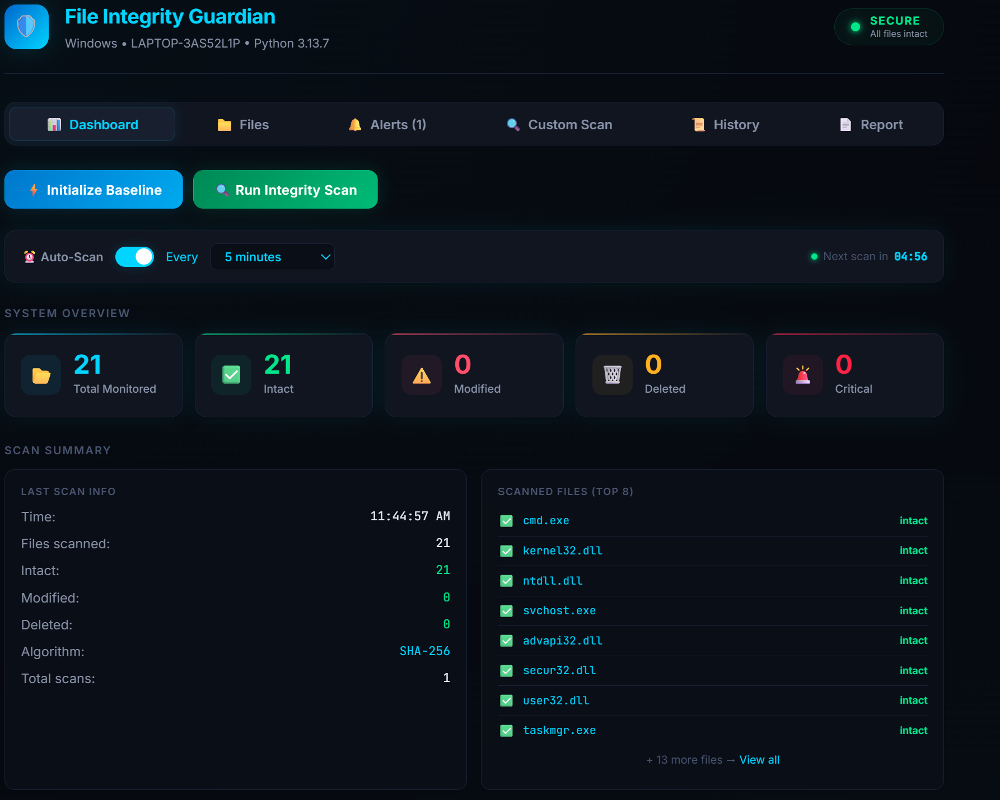 File Integrity Guardian
Windows • LAPTOP-3AS52L1P • Python 3.13.7
SECURE
All files intact
Dashboard
Files
Alerts (1)
Custom Scan
History
Report
Initialize Baseline
Run Integrity Scan
Auto-Scan
Every
5 minutes
Next scan in 04:56
SYSTEM OVERVIEW
21
Total Monitored
21
Intact
0
Modified
0
Deleted
0
Critical
SCAN SUMMARY
LAST SCAN INFO
Time: 11:44:57 AM
Files scanned: 21
Intact: 21
Modified: 0
Deleted: 0
Algorithm: SHA-256
Total scans: 1
SCANNED FILES (TOP 8)
cmd.exe intact
kernel32.dll intact
ntdll.dll intact
svchost.exe intact
advapi32.dll intact
secur32.dll intact
user32.dll intact
taskmgr.exe intact
+ 13 more files → View all